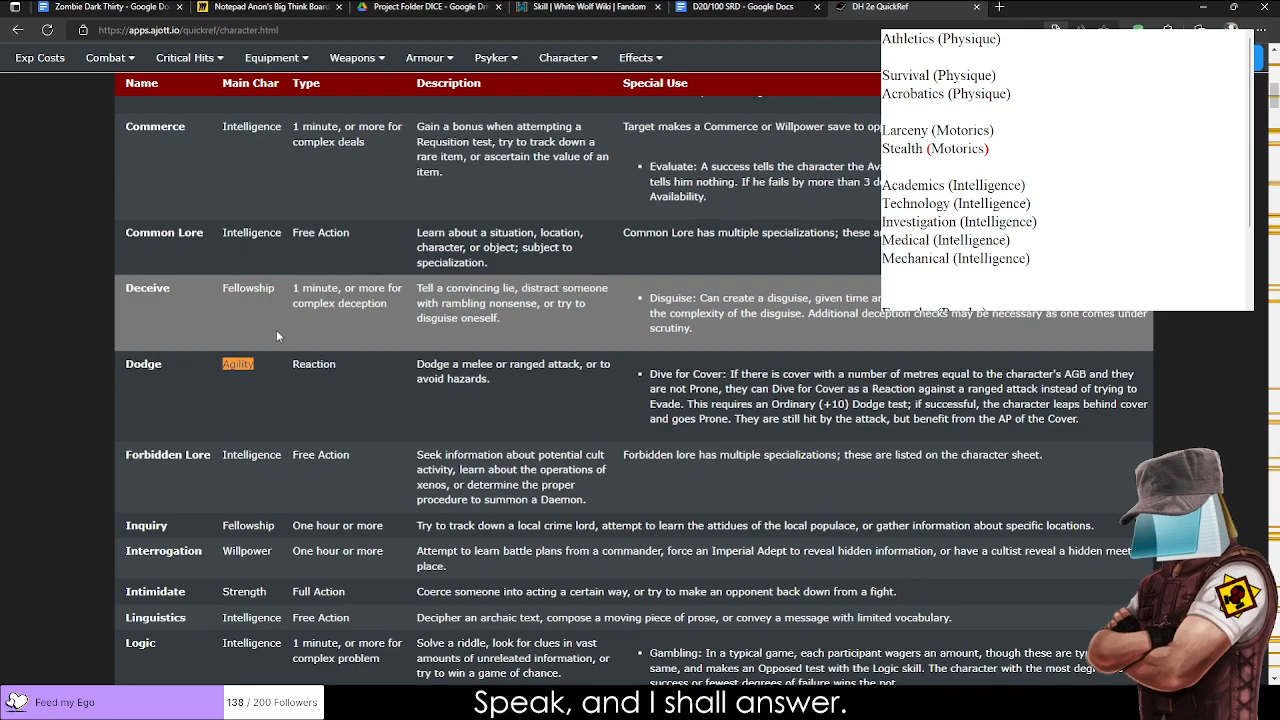 Zombie Dark Thirty - Google Do
Notepad Anon's Big Think Board
Project Folder DICE - Google Dri
Skill | White Wolf Wiki | Fandom
D20/100 SRD - Google Docs
DH 2e QuickRef
https://apps.ajott.io/quickref/character.html
Exp Costs Combat Critical Hits Equipment Weapons Armour Psyker Character Effects
Name Main Char Type Description Special Use
Commerce Intelligence 1 minute, or more for Gain a bonus when attempting a Target makes a Commerce or Willpower save to op
complex deals Requsition test, try to track down a
rare item, or ascertain the value of an • Evaluate: A success tells the character the Ava
item. tells him nothing. If he fails by more than 3 d
Availability.
Common Lore Intelligence Free Action Learn about a situation, location, Common Lore has multiple specializations; these ar
character, or object; subject to
specialization.
Deceive Fellowship 1 minute, or more for Tell a convincing lie, distract someone • Disguise: Can create a disguise, given time an
complex deception with rambling nonsense, or try to the complexity of the disguise. Additional deception checks may be necessary as one comes under
disguise oneself. scrutiny.
Dodge Agility Reaction Dodge a melee or ranged attack, or to • Dive for Cover: If there is cover with a number of metres equal to the character's AGB and they
avoid hazards. are not Prone, they can Dive for Cover as a Reaction against a ranged attack instead of trying to
Evade. This requires an Ordinary (+10) Dodge test; if successful, the character leaps behind cover
and goes Prone. They are still hit by the attack, but benefit from the AP of the Cover.
Forbidden Lore Intelligence Free Action Seek information about potential cult Forbidden lore has multiple specializations; these are listed on the character sheet.
activity, learn about the operations of
xenos, or determine the proper
procedure to summon a Daemon.
Inquiry Fellowship One hour or more Try to track down a local crime lord, attempt to learn the attidues of the local populace, or gather information about specific locations.
Interrogation Willpower One hour or more Attempt to learn battle plans from a commander, force an Imperial Adept to reveal hidden information, or have a cultist reveal a hidden meet
place.
Intimidate Strength Full Action Coerce someone into acting a certain way, or try to make an opponent back down from a fight.
Linguistics Intelligence Free Action Decipher an archaic text, compose a moving piece of prose, or convey a message with limited vocabulary.
Logic Intelligence 1 minute, or more for Solve a riddle, look for clues in vast • Gambling: In a typical game, each participant wagers an amount, though these are typ
complex problem amounts of unreleated information, or same, and makes an Opposed test with the Logic skill. The character with the most degr
try to win a game of chance. success or fewest degrees of failure wins the pot
Athletics (Physique)
Survival (Physique)
Acrobatics (Physique)
Larceny (Motorics)
Stealth (Motorics)
Academics (Intelligence)
Technology (Intelligence)
Investigation (Intelligence)
Medical (Intelligence)
Mechanical (Intelligence)
Feed my Ego
138 / 200 Followers
Speak, and I shall answer.